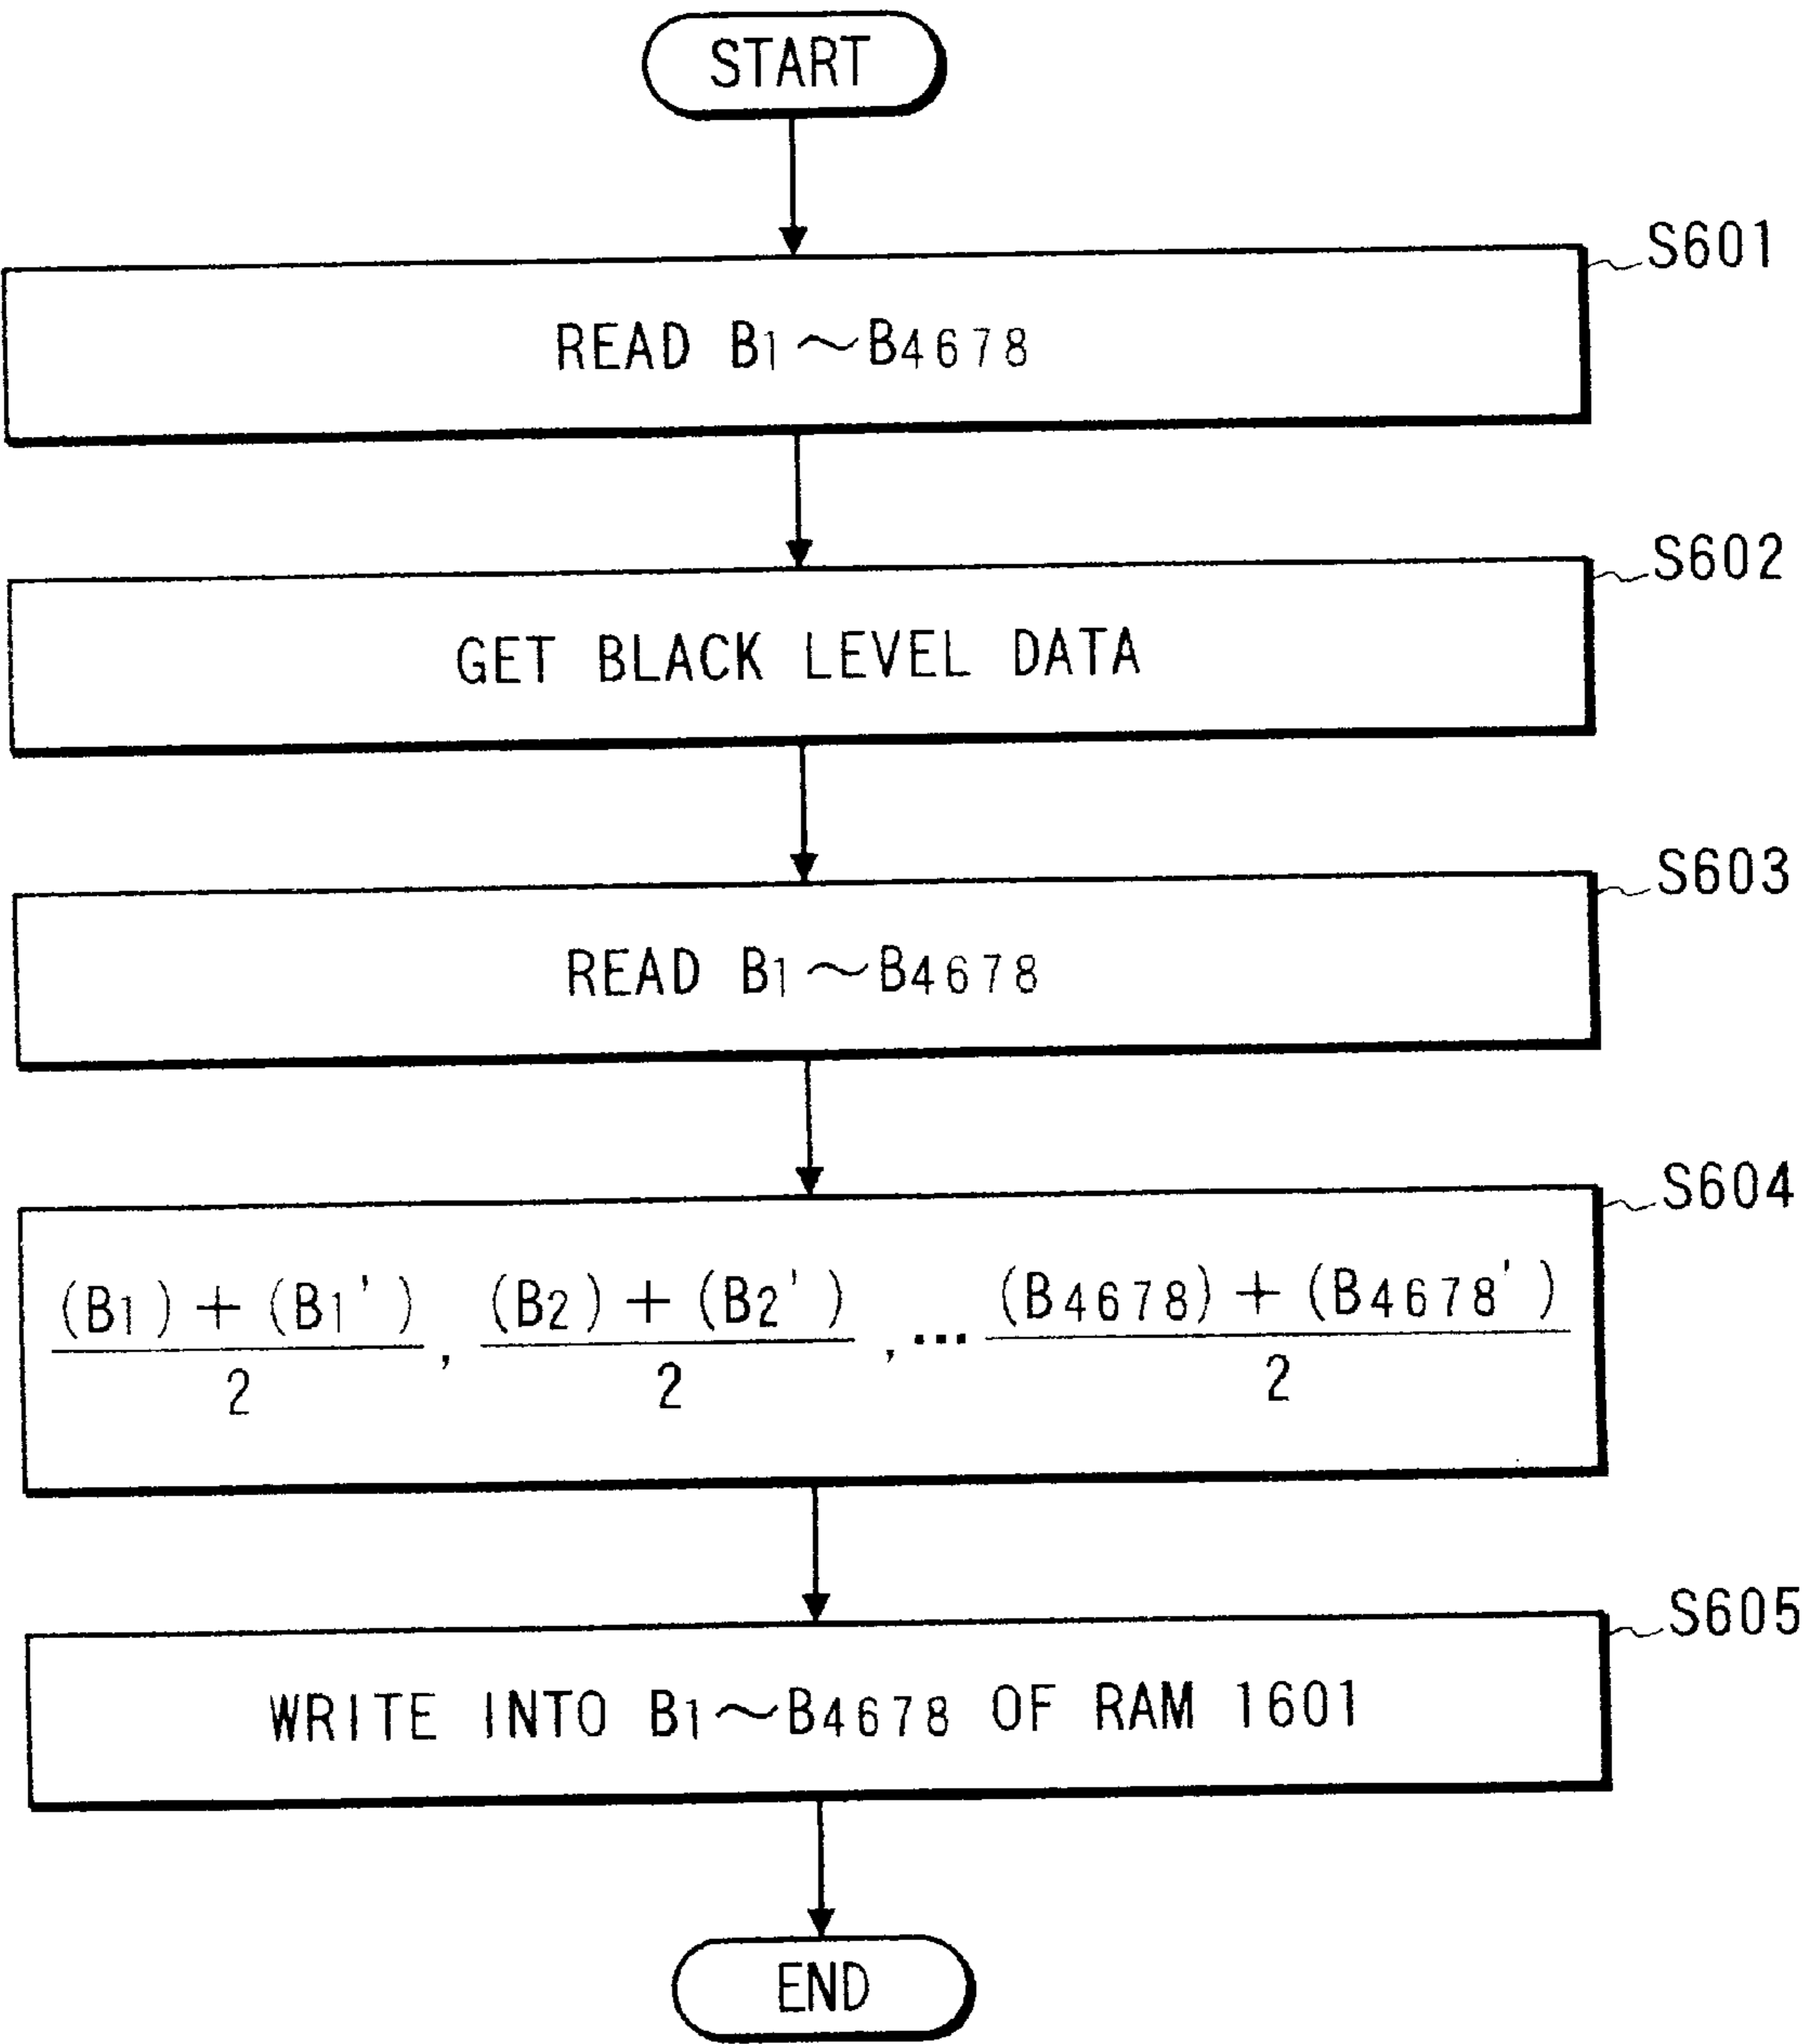 START
S601
READ B₁～B₄₆₇₈
S602
GET BLACK LEVEL DATA
S603
READ B₁～B₄₆₇₈
S604
(B₁)+(B₁')/2, (B₂)+(B₂')/2, ... (B₄₆₇₈)+(B₄₆₇₈')/2
S605
WRITE INTO B₁～B₄₆₇₈ OF RAM 1601
END